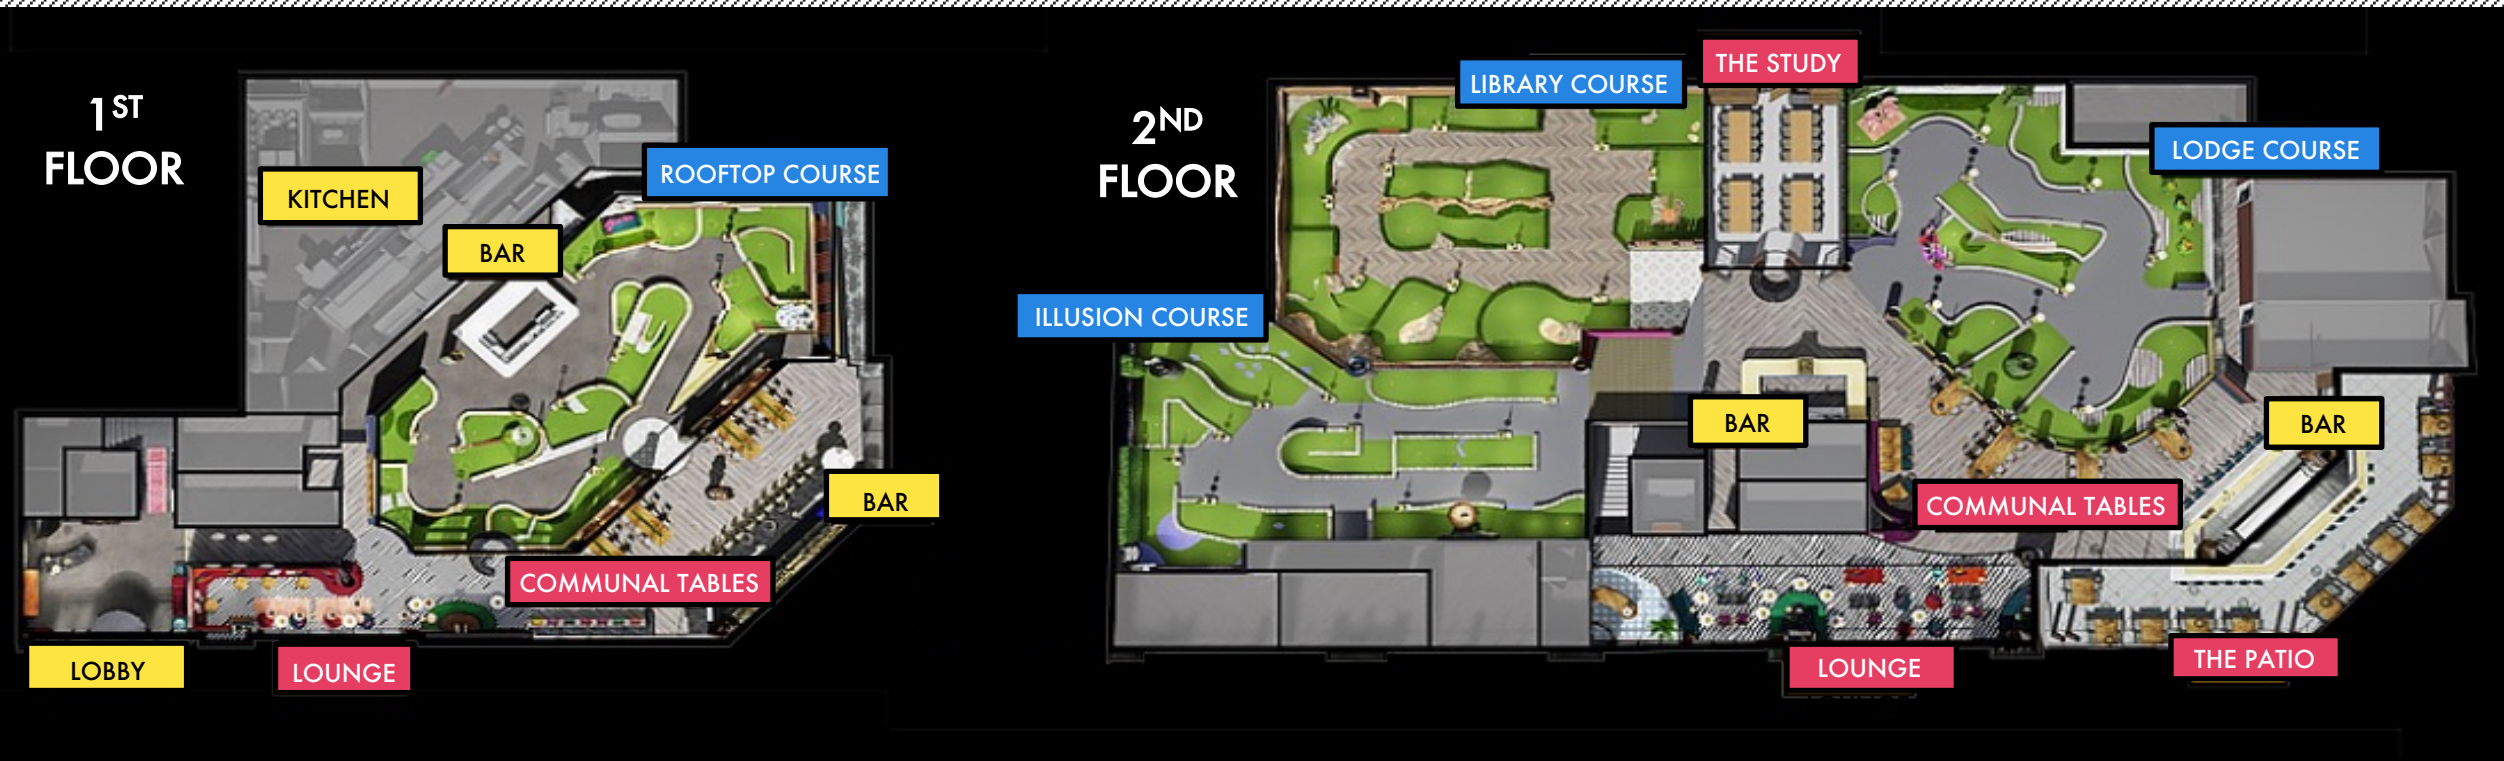 1ST
FLOOR
KITCHEN
BAR
ROOFTOP COURSE
BAR
COMMUNAL TABLES
LOBBY
LOUNGE
2ND
FLOOR
LIBRARY COURSE
THE STUDY
LODGE COURSE
ILLUSION COURSE
BAR
BAR
COMMUNAL TABLES
LOUNGE
THE PATIO